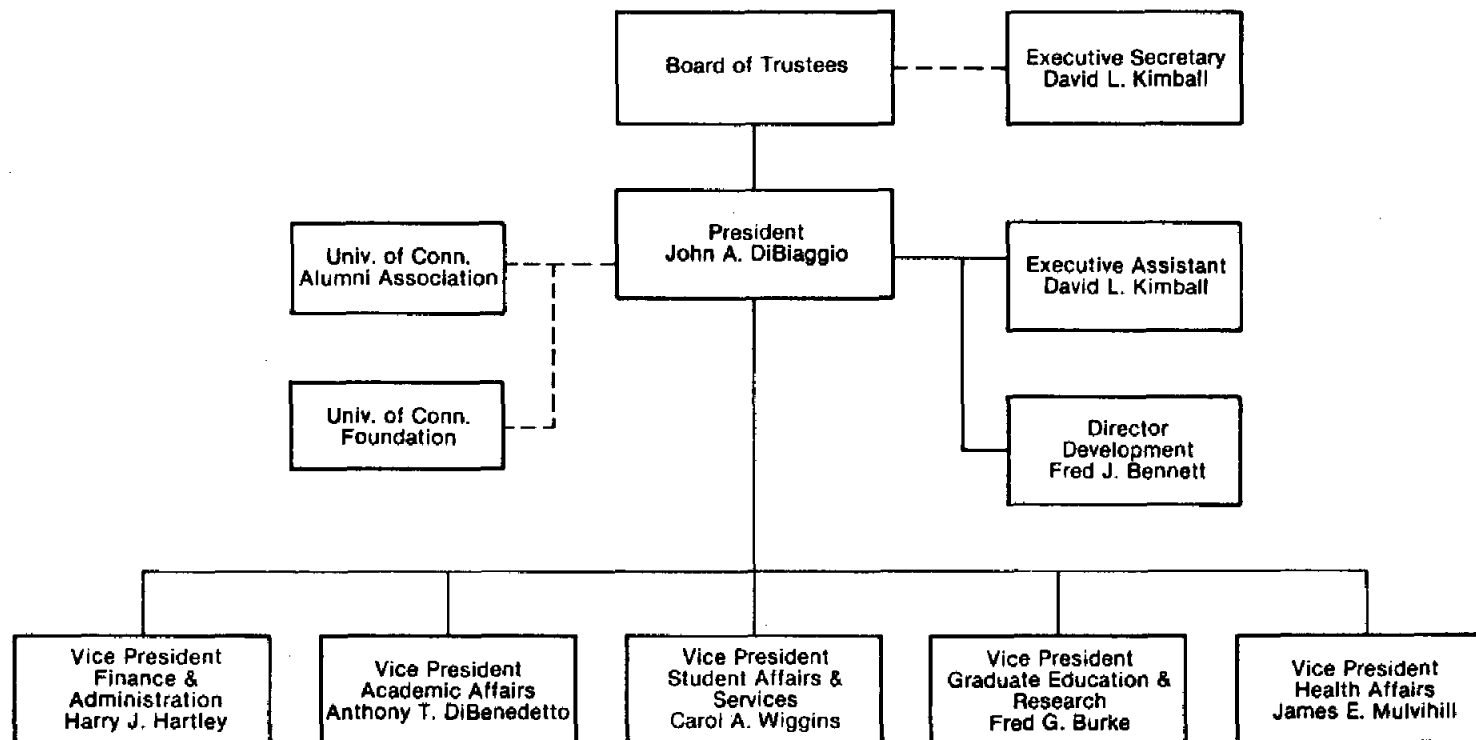 Board of Trustees
Executive Secretary
David L. Kimball
President
John A. DiBiaggio
Univ. of Conn.
Alumni Association
Executive Assistant
David L. Kimball
Univ. of Conn.
Foundation
Director
Development
Fred J. Bennett
Vice President
Finance &
Administration
Harry J. Hartley
Vice President
Academic Affairs
Anthony T. DiBenedetto
Vice President
Student Affairs &
Services
Carol A. Wiggins
Vice President
Graduate Education &
Research
Fred G. Burke
Vice President
Health Affairs
James E. Mulvihill